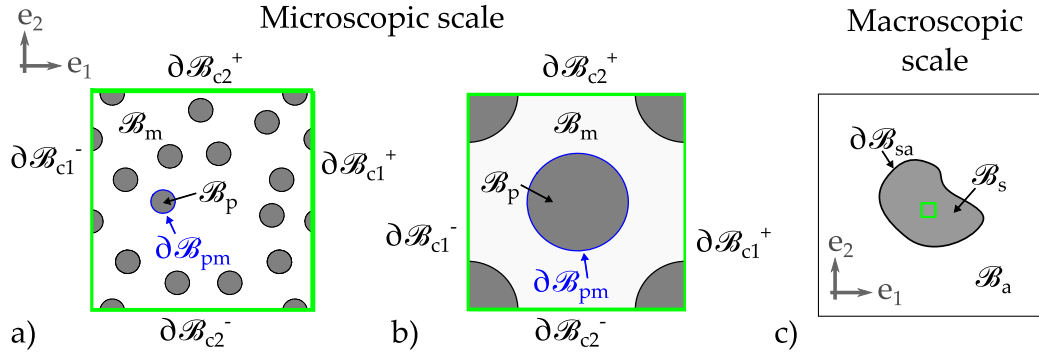 Microscopic scale
Macroscopic
scale
e₂
e₁
∂ℬc2⁺
ℬm
∂ℬc1⁻
∂ℬc1⁺
ℬp
∂ℬpm
∂ℬc2⁻
a)
∂ℬc2⁺
ℬm
ℬp
∂ℬc1⁻
∂ℬc1⁺
∂ℬpm
∂ℬc2⁻
b)
∂ℬsa
ℬs
e₂
e₁
ℬa
c)